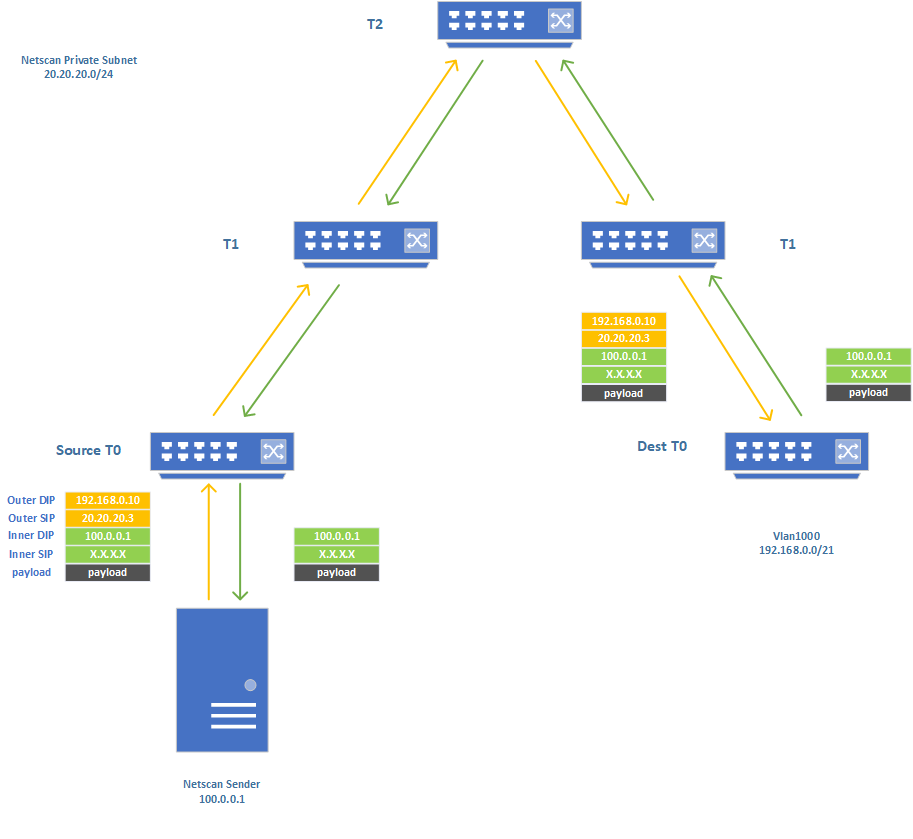 T2
Netscan Private Subnet
20.20.20.0/24
T1
T1
192.168.0.10
20.20.20.3
100.0.0.1
X.X.X.X
payload
100.0.0.1
X.X.X.X
payload
Source T0
Dest T0
Outer DIP 192.168.0.10
Outer SIP 20.20.20.3
Inner DIP 100.0.0.1
Inner SIP X.X.X.X
payload payload
100.0.0.1
X.X.X.X
payload
Vlan1000
192.168.0.0/21
Netscan Sender
100.0.0.1